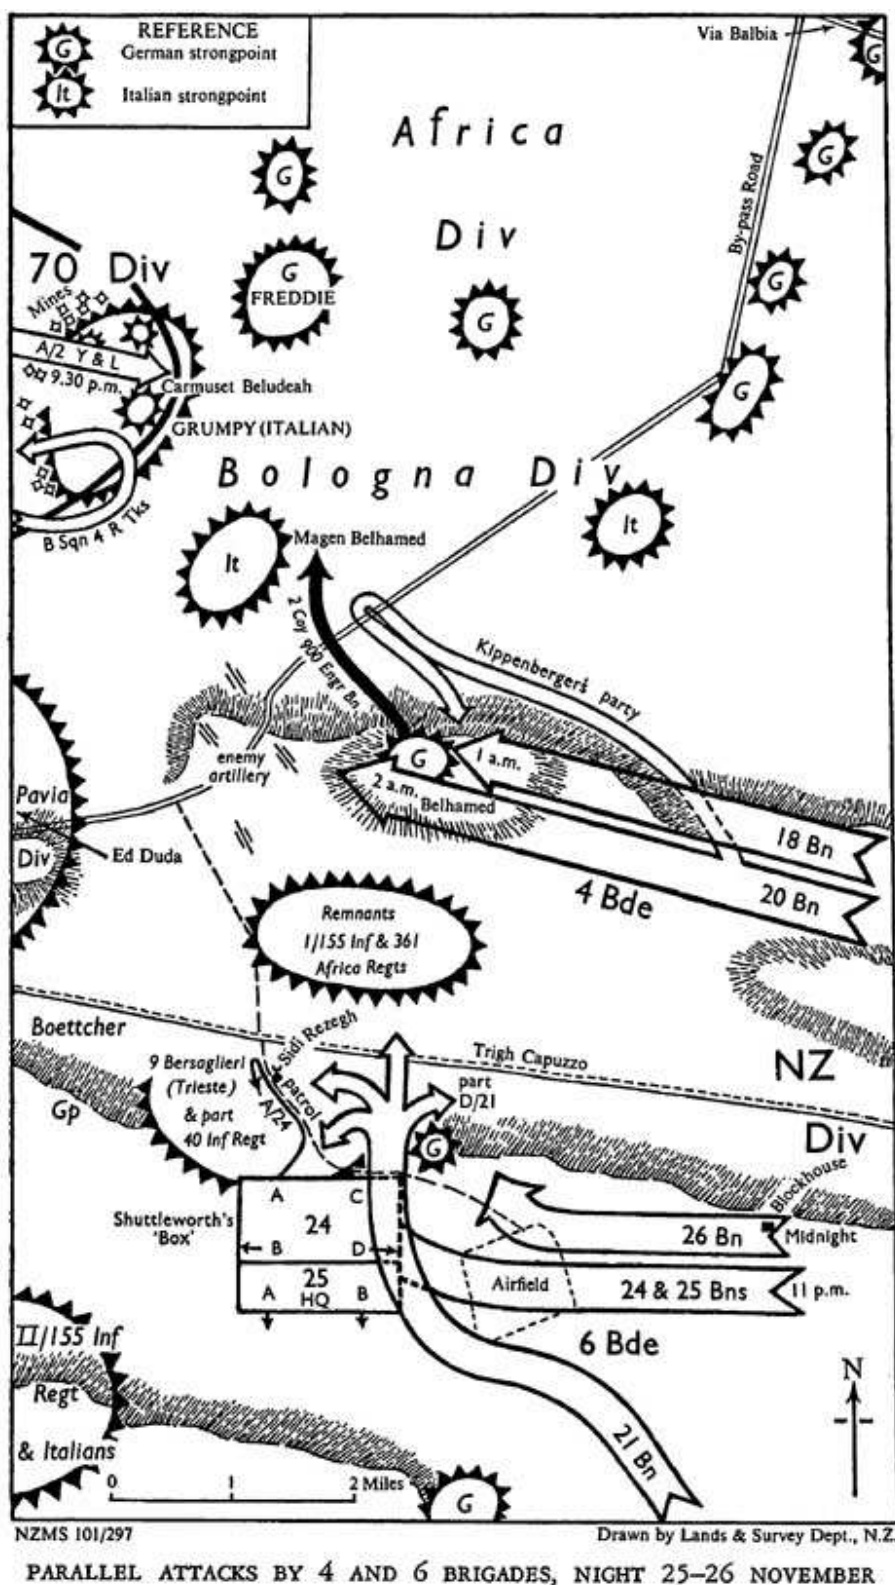 REFERENCE
G German strongpoint
It Italian strongpoint
Via Balbia
G
Africa
G
G
By-pass Road
Div
70 Div
G
FREDDIE
G
G
Mines
A/2 Y & L
9.30 p.m.
Carmuset Beludeah
G
GRUMPY (ITALIAN)
Bologna Div
B Sqn 4 R Tks
It
Magen Belhamed
It
2 Coy 900 Engr Bn
Kippenberger's party
enemy
artillery
G
1 a.m.
2 a.m.
Belhamed
Pavia
Div
Ed Duda
18 Bn
20 Bn
4 Bde
Remnants
1/155 Inf & 361
Africa Regts
Boettcher
Gp
Sidi Rezegh
Trigh Capuzzo
NZ
Div
9 Bersaglieri
(Trieste)
& part
40 Inf Regt
A/24
patrol
part
D/21
G
Blockhouse
Shuttleworth's
'Box'
A C
24
B D
25
HQ
A B
26 Bn
Midnight
Airfield
24 & 25 Bns
11 p.m.
6 Bde
II/155 Inf
Regt
& Italians
21 Bn
N
0 1 2 Miles
G
NZMS 101/297
Drawn by Lands & Survey Dept., N.Z.
PARALLEL ATTACKS BY 4 AND 6 BRIGADES, NIGHT 25–26 NOVEMBER